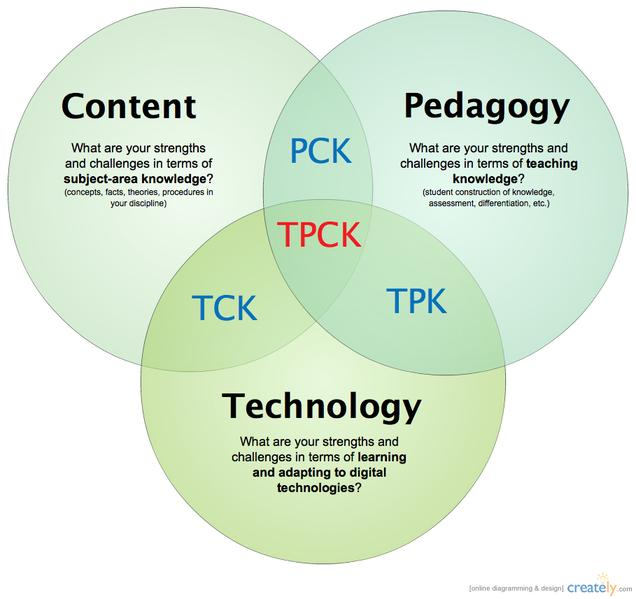 Content
What are your strengths
and challenges in terms of
subject-area knowledge?
(concepts, facts, theories, procedures in
your discipline)
Pedagogy
What are your strengths and
challenges in terms of teaching
knowledge?
(student construction of knowledge,
assessment, differentiation, etc.)
PCK
TPCK
TCK
TPK
Technology
What are your strengths and
challenges in terms of learning
and adapting to digital
technologies?
[online diagramming & design] creately.com